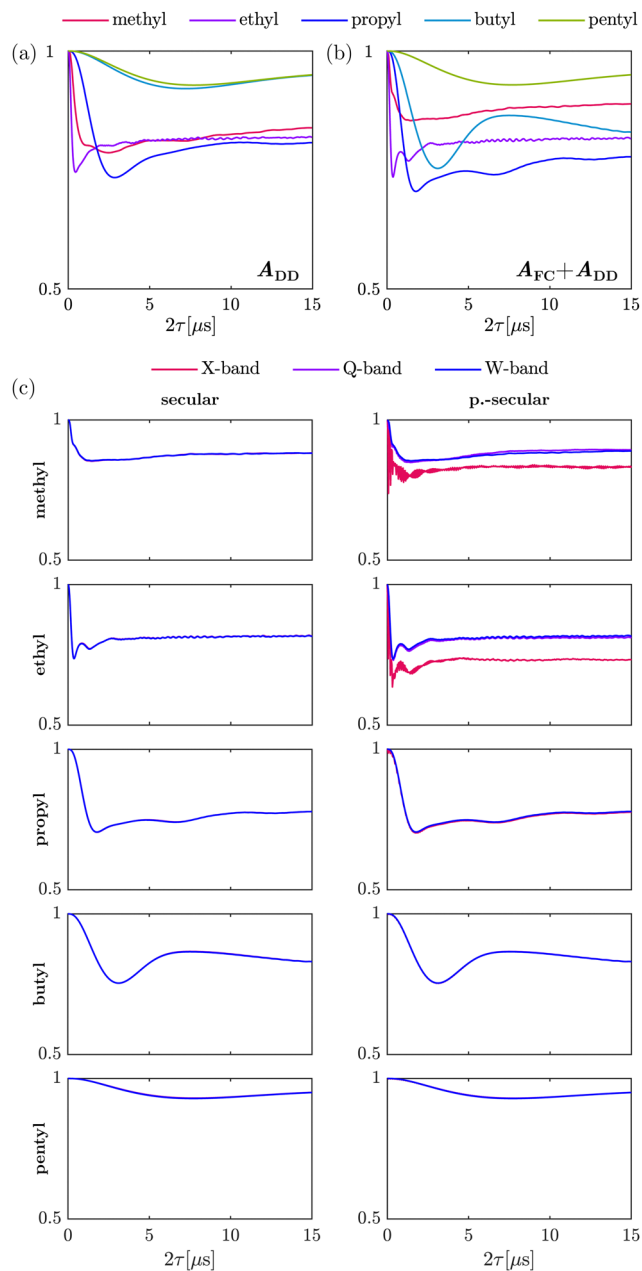 methyl ethyl propyl butyl pentyl
(a) (b)
1 1
0.5 0.5
A_DD A_FC+A_DD
0 5 10 15 0 5 10 15
2τ[μs] 2τ[μs]
X-band Q-band W-band
(c)
secular p.-secular
1 1
methyl
0.5 0.5
1 1
ethyl
0.5 0.5
1 1
propyl
0.5 0.5
1 1
butyl
0.5 0.5
1 1
pentyl
0.5 0.5
0 5 10 15 0 5 10 15
2τ[μs] 2τ[μs]